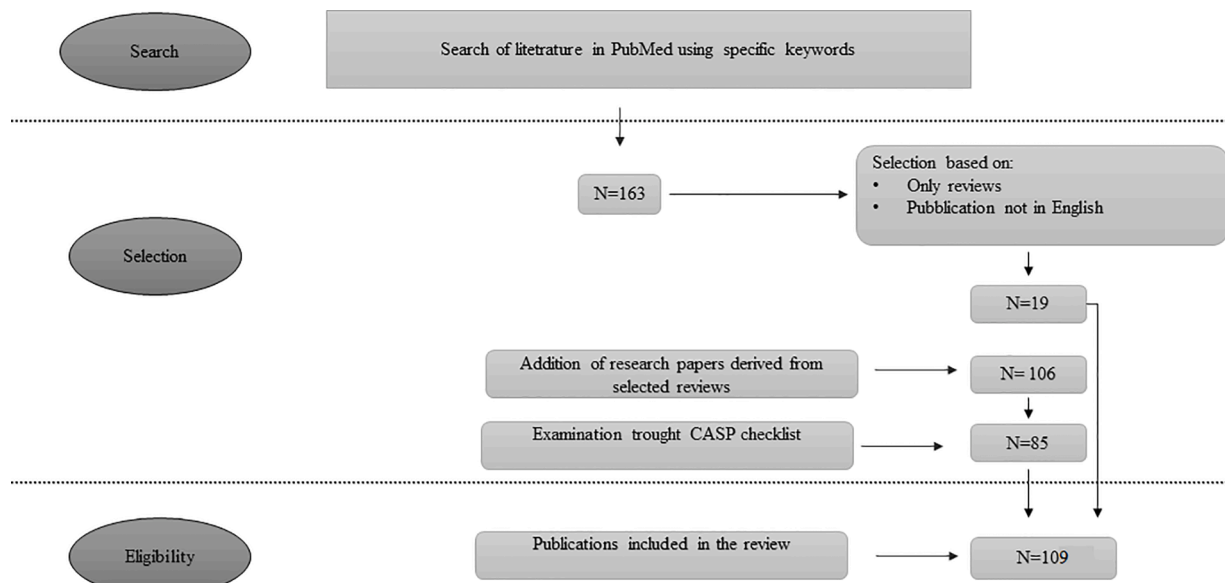 Search
Search of litetrature in PubMed using specific keywords
N=163
Selection based on:
• Only reviews
• Pubblication not in English
Selection
N=19
Addition of research papers derived from
selected reviews
N= 106
Examination trought CASP checklist
N=85
Eligibility
Publications included in the review
N=109